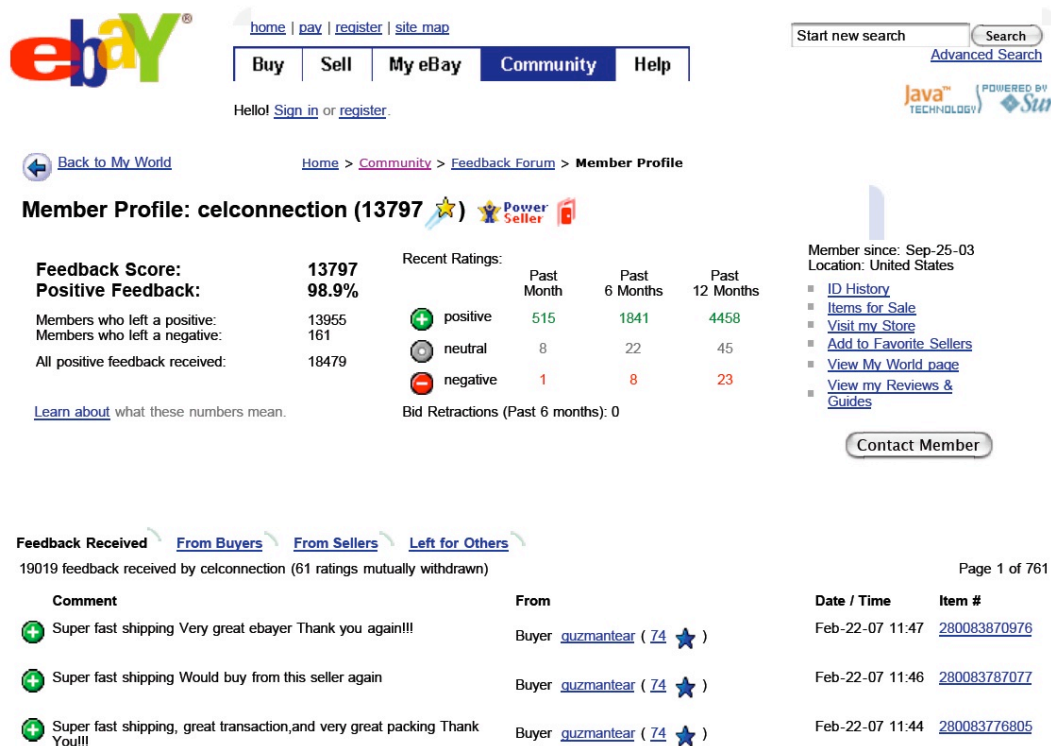 ebaY®
home | pay | register | site map
Buy Sell My eBay Community Help
Start new search Search
Advanced Search
Hello! Sign in or register.
Java™ TECHNOLOGY POWERED BY Sun
Back to My World
Home > Community > Feedback Forum > Member Profile
Member Profile: celconnection (13797) Power Seller
Feedback Score: 13797
Positive Feedback: 98.9%
Members who left a positive: 13955
Members who left a negative: 161
All positive feedback received: 18479
Learn about what these numbers mean.
Recent Ratings:
Past Month Past 6 Months Past 12 Months
positive 515 1841 4458
neutral 8 22 45
negative 1 8 23
Bid Retractions (Past 6 months): 0
Member since: Sep-25-03
Location: United States
ID History
Items for Sale
Visit my Store
Add to Favorite Sellers
View My World page
View my Reviews &
Guides
Contact Member
Feedback Received From Buyers From Sellers Left for Others
19019 feedback received by celconnection (61 ratings mutually withdrawn) Page 1 of 761
Comment From Date / Time Item #
Super fast shipping Very great ebayer Thank you again!!! Buyer guzmantear ( 74 ) Feb-22-07 11:47 280083870976
Super fast shipping Would buy from this seller again Buyer guzmantear ( 74 ) Feb-22-07 11:46 280083787077
Super fast shipping, great transaction,and very great packing Thank Buyer guzmantear ( 74 ) Feb-22-07 11:44 280083776805
You!!!